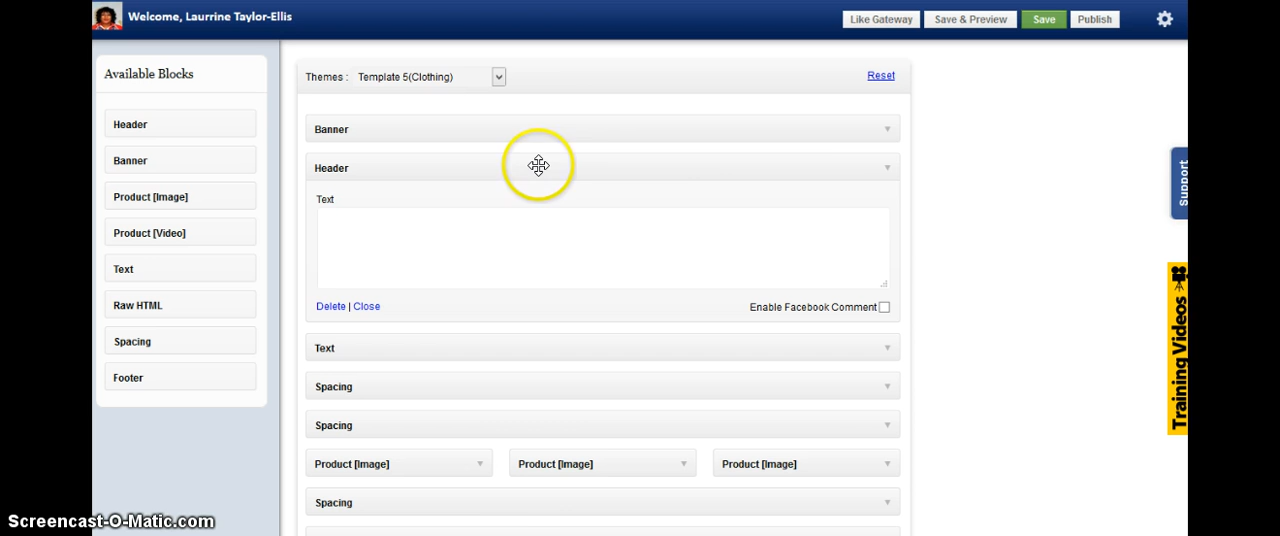 Welcome, Laurrine Taylor-Ellis
Like Gateway
Save & Preview
Save
Publish
Available Blocks
Header
Banner
Product [Image]
Product [Video]
Text
Raw HTML
Spacing
Footer
Themes : Template 5(Clothing)
Reset
Banner
Header
Text
Delete | Close
Enable Facebook Comment
Text
Spacing
Spacing
Product [Image]
Product [Image]
Product [Image]
Spacing
Support
Training Videos
Screencast-O-Matic.com